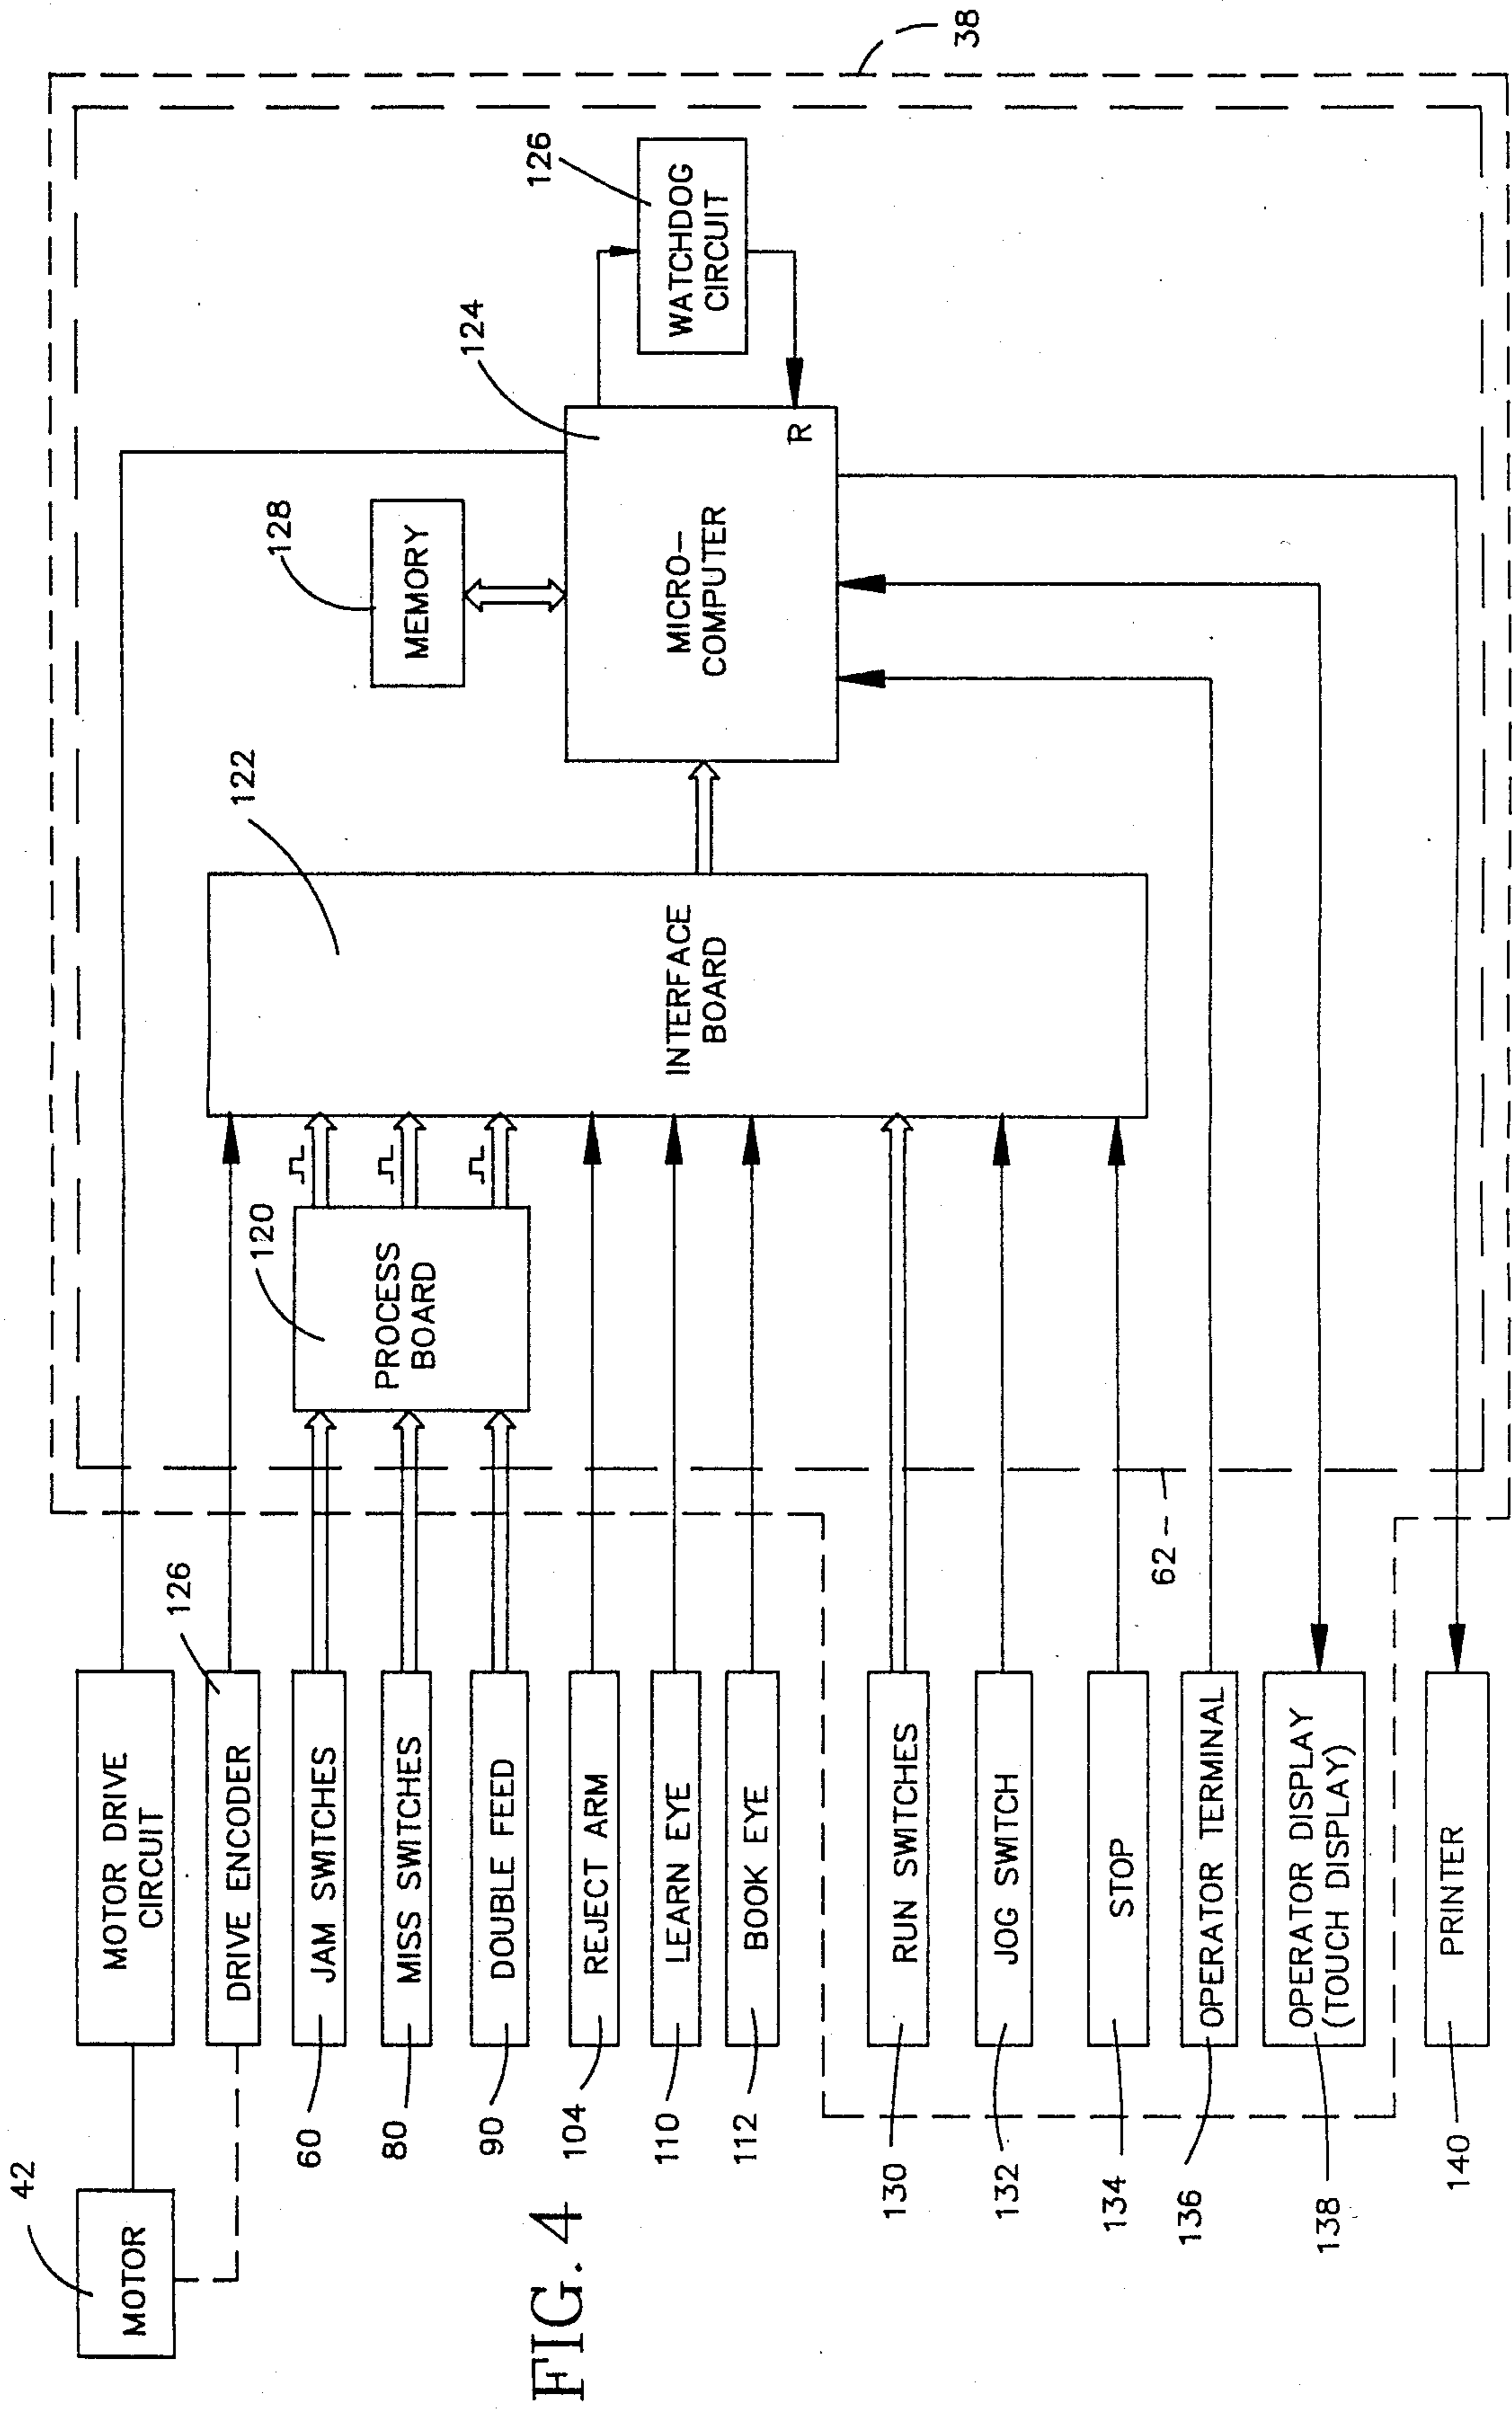 42
MOTOR
MOTOR DRIVE
CIRCUIT
126
DRIVE ENCODER
60
JAM SWITCHES
80
MISS SWITCHES
90
DOUBLE FEED
104
REJECT ARM
110
LEARN EYE
112
BOOK EYE
130
RUN SWITCHES
132
JOG SWITCH
134
STOP
136
OPERATOR TERMINAL
138
OPERATOR DISPLAY
(TOUCH DISPLAY)
140
PRINTER
62
120
PROCESS
BOARD
122
INTERFACE
BOARD
128
MEMORY
124
MICRO-
COMPUTER
R
126
WATCHDOG
CIRCUIT
38
FIG. 4